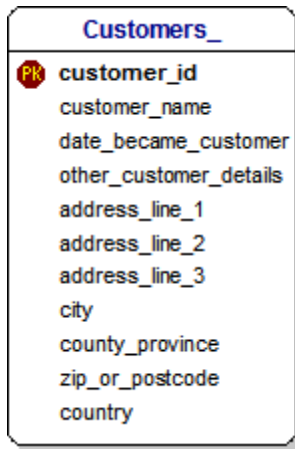 Customers_
PK customer_id
customer_name
date_became_customer
other_customer_details
address_line_1
address_line_2
address_line_3
city
county_province
zip_or_postcode
country